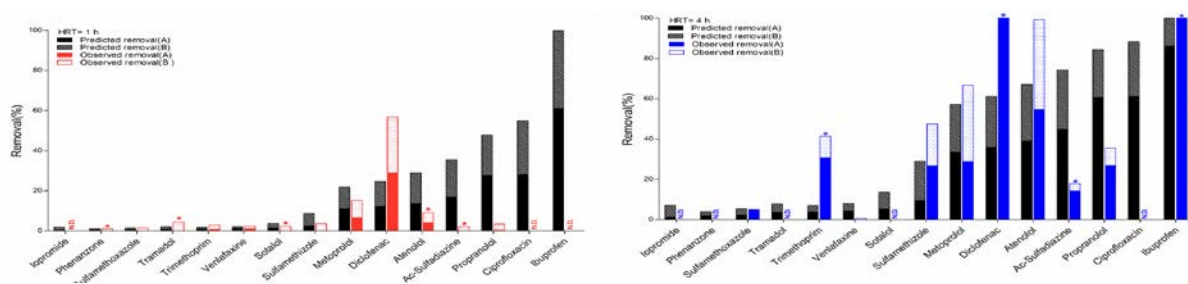 HRT= 1 h
Predicted removal(A)
Predicted removal(B)
Observed removal(A)
Observed removal(B )
Removal(%)
100
80
60
40
20
0
Iopromide
Phenanzone
Sulfamethoxazole
Tramadol
Trimethoprim
Venlafaxine
Sotalol
Sulfamethizole
Metoprolol
Diclofenac
Atenolol
Ac-Sulfadiazine
Propranolol
Ciprofloxacin
Ibuprofen
HRT= 4 h
Predicted removal(A)
Predicted removal(B)
Observed removal(A)
Observed removal(B)
Removal(%)
100
80
60
40
20
0
Iopromide
Phenanzone
Sulfamethoxazole
Tramadol
Trimethoprim
Venlafaxine
Sotalol
Sulfamethizole
Metoprolol
Diclofenac
Atenolol
Ac-Sulfadiazine
Propranolol
Ciprofloxacin
Ibuprofen